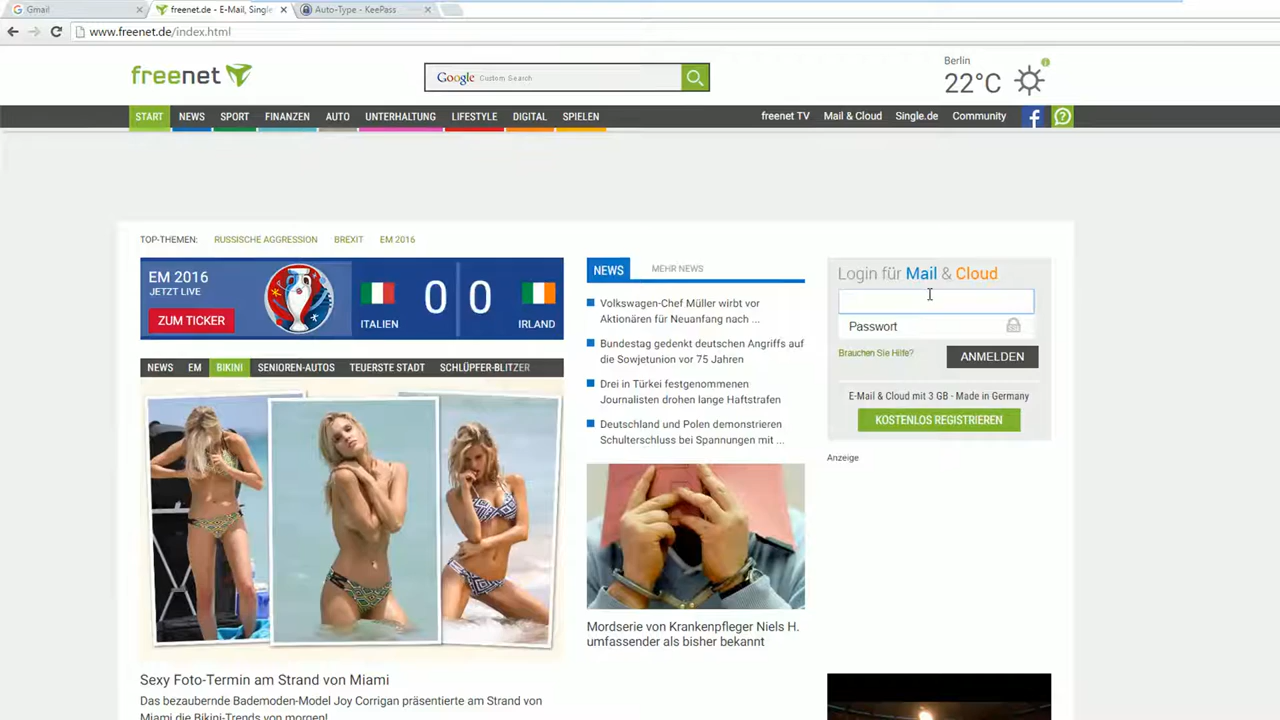 Gmail
freenet.de - E-Mail, Single
Auto-Type - KeePass
www.freenet.de/index.html
freenet
Google Custom Search
Berlin
22°C
START NEWS SPORT FINANZEN AUTO UNTERHALTUNG LIFESTYLE DIGITAL SPIELEN
freenet TV Mail & Cloud Single.de Community
TOP-THEMEN: RUSSISCHE AGGRESSION BREXIT EM 2016
EM 2016
JETZT LIVE
ZUM TICKER
ITALIEN
0 0
IRLAND
NEWS EM BIKINI SENIOREN-AUTOS TEUERSTE STADT SCHLÜPFER-BLITZER
Sexy Foto-Termin am Strand von Miami
Das bezaubernde Bademoden-Model Joy Corrigan präsentierte am Strand von
Miami die Bikini-Trends von morgen!
NEWS MEHR NEWS
Volkswagen-Chef Müller wirbt vor
Aktionären für Neuanfang nach ...
Bundestag gedenkt deutschen Angriffs auf
die Sowjetunion vor 75 Jahren
Drei in Türkei festgenommenen
Journalisten drohen lange Haftstrafen
Deutschland und Polen demonstrieren
Schulterschluss bei Spannungen mit ...
Mordserie von Krankenpfleger Niels H.
umfassender als bisher bekannt
Login für Mail & Cloud
Passwort
Brauchen Sie Hilfe?
ANMELDEN
E-Mail & Cloud mit 3 GB - Made in Germany
KOSTENLOS REGISTRIEREN
Anzeige